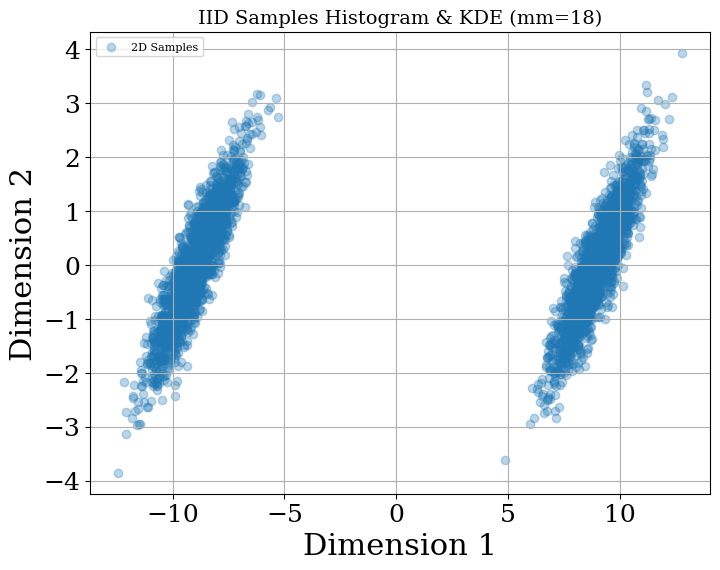 IID Samples Histogram & KDE (mm=18)
2D Samples
4
3
2
1
0
−1
−2
−3
−4
Dimension 2
−10 −5 0 5 10
Dimension 1